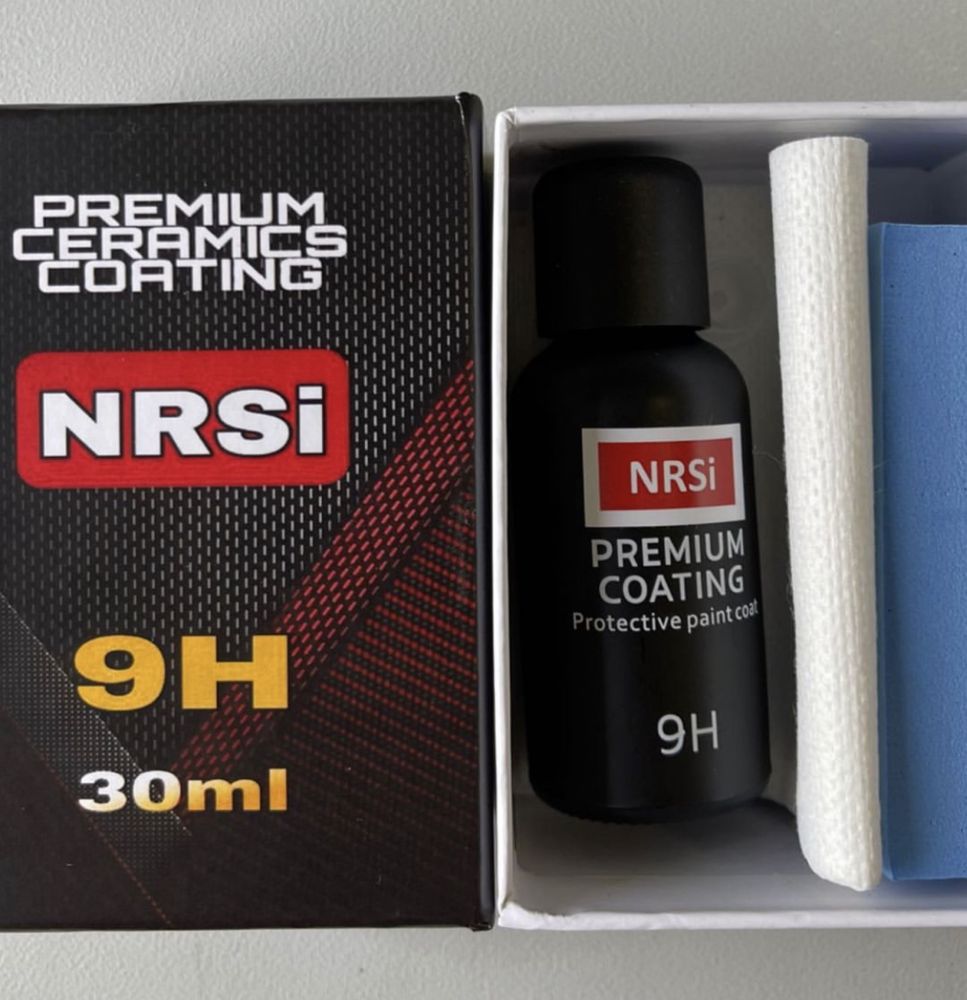 PREMIUM
CERAMICS
COATING
NRSi
9H
30ml
NRSi
PREMIUM
COATING
Protective paint coat
9H